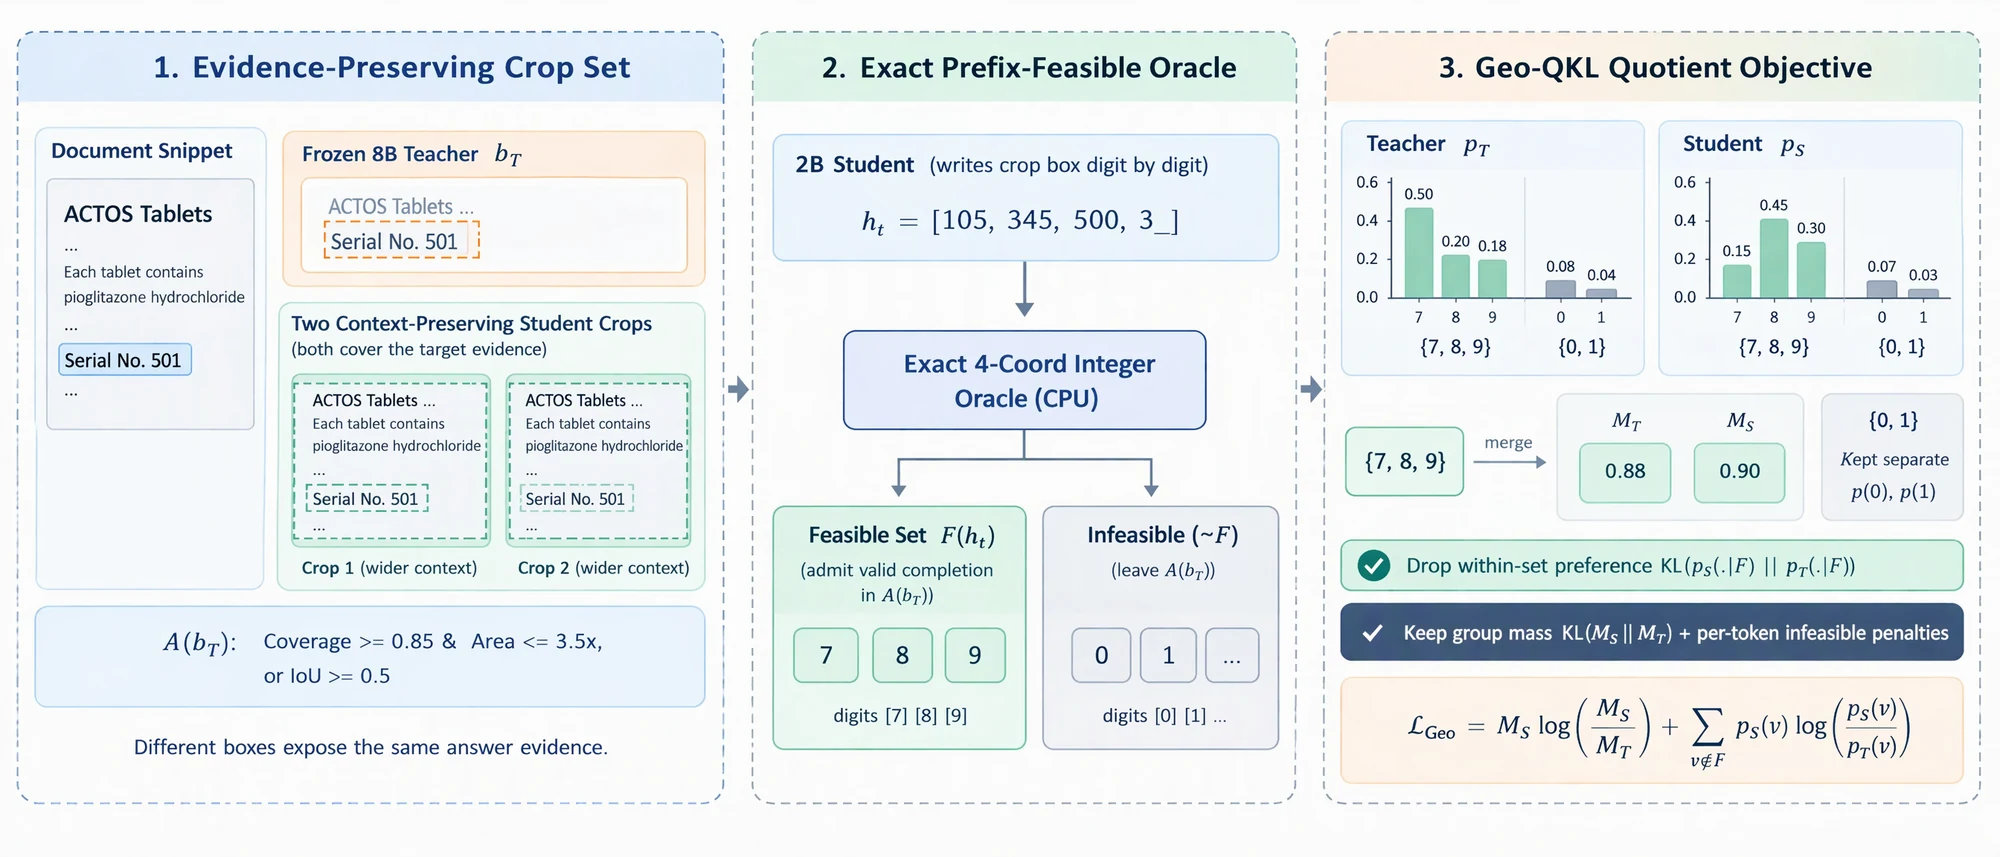 1. Evidence-Preserving Crop Set
Document Snippet
ACTOS Tablets
...
Each tablet contains
pioglitazone hydrochloride
...
Serial No. 501
...
Frozen 8B Teacher b_T
ACTOS Tablets ...
Serial No. 501
Two Context-Preserving Student Crops
(both cover the target evidence)
ACTOS Tablets ...
Each tablet contains
pioglitazone hydrochloride
...
Serial No. 501
...
Crop 1 (wider context)
ACTOS Tablets ...
Each tablet contains
pioglitazone hydrochloride
...
Serial No. 501
...
Crop 2 (wider context)
A(b_T): Coverage >= 0.85 & Area <= 3.5x,
or IoU >= 0.5
Different boxes expose the same answer evidence.
2. Exact Prefix-Feasible Oracle
2B Student (writes crop box digit by digit)
h_t = [105, 345, 500, 3_]
Exact 4-Coord Integer
Oracle (CPU)
Feasible Set F(h_t)
(admit valid completion
in A(b_T))
7 8 9
digits [7] [8] [9]
Infeasible (~F)
(leave A(b_T))
0 1 ...
digits [0] [1] ...
3. Geo-QKL Quotient Objective
Teacher p_T
0.6
0.4
0.2
0.0
0.50
0.20
0.18
0.08
0.04
7 8 9 0 1
{7, 8, 9} {0, 1}
Student p_S
0.6
0.4
0.2
0.0
0.15
0.45
0.30
0.07
0.03
7 8 9 0 1
{7, 8, 9} {0, 1}
{7, 8, 9}
merge
M_T M_S
0.88 0.90
{0, 1}
Kept separate
p(0), p(1)
Drop within-set preference KL(p_S(.|F) || p_T(.|F))
Keep group mass KL(M_S || M_T) + per-token infeasible penalties
ℒ_Geo = M_S log(M_S / M_T) + ∑_{v∉F} p_S(v) log(p_S(v) / p_T(v))